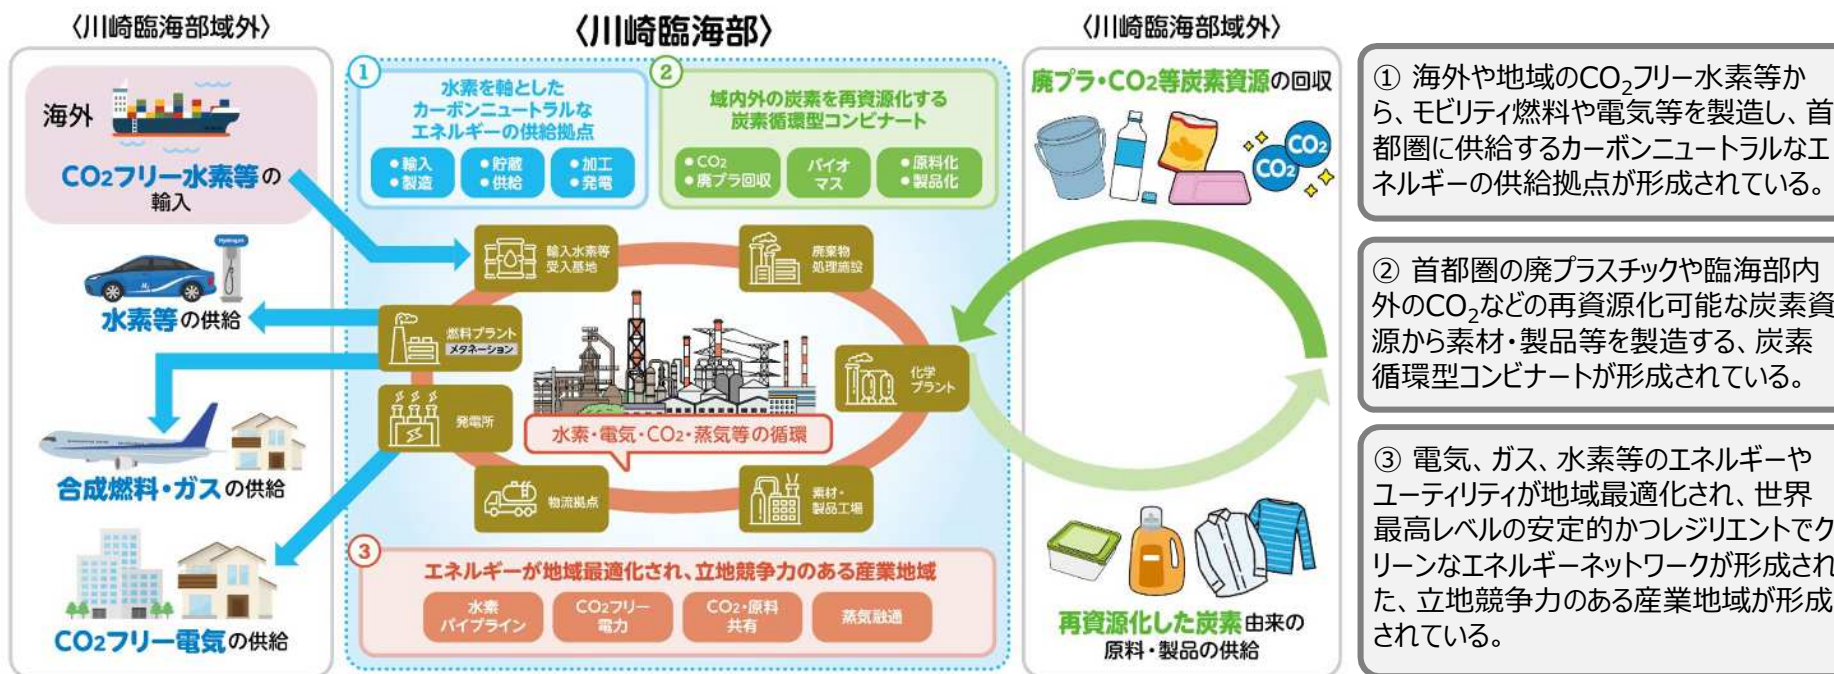 〈川崎臨海部域外〉
海外
CO2フリー水素等の
輸入
Hydrogen
水素等の供給
合成燃料・ガスの供給
CO2フリー電気の供給
〈川崎臨海部〉
①
水素を軸とした
カーボンニュートラルな
エネルギーの供給拠点
●輸入
●製造
●貯蔵
●供給
●加工
●発電
②
域内外の炭素を再資源化する
炭素循環型コンビナート
●CO2
●廃プラ回収
バイオ
マス
●原料化
●製品化
輸入水素等
受入基地
廃棄物
処理施設
燃料プラント
メタネーション
化学
プラント
発電所
水素・電気・CO2・蒸気等の循環
物流拠点
素材・
製品工場
③
エネルギーが地域最適化され、立地競争力のある産業地域
水素
パイプライン
CO2フリー
電力
CO2・原料
共有
蒸気融通
〈川崎臨海部域外〉
廃プラ・CO2等炭素資源の回収
CO2
CO2
再資源化した炭素由来の
原料・製品の供給
① 海外や地域のCO2フリー水素等か
ら、モビリティ燃料や電気等を製造し、首
都圏に供給するカーボンニュートラルなエ
ネルギーの供給拠点が形成されている。
② 首都圏の廃プラスチックや臨海部内
外のCO2などの再資源化可能な炭素資
源から素材・製品等を製造する、炭素
循環型コンビナートが形成されている。
③ 電気、ガス、水素等のエネルギーや
ユーティリティが地域最適化され、世界
最高レベルの安定的かつレジリエントでク
リーンなエネルギーネットワークが形成され
た、立地競争力のある産業地域が形成
されている。